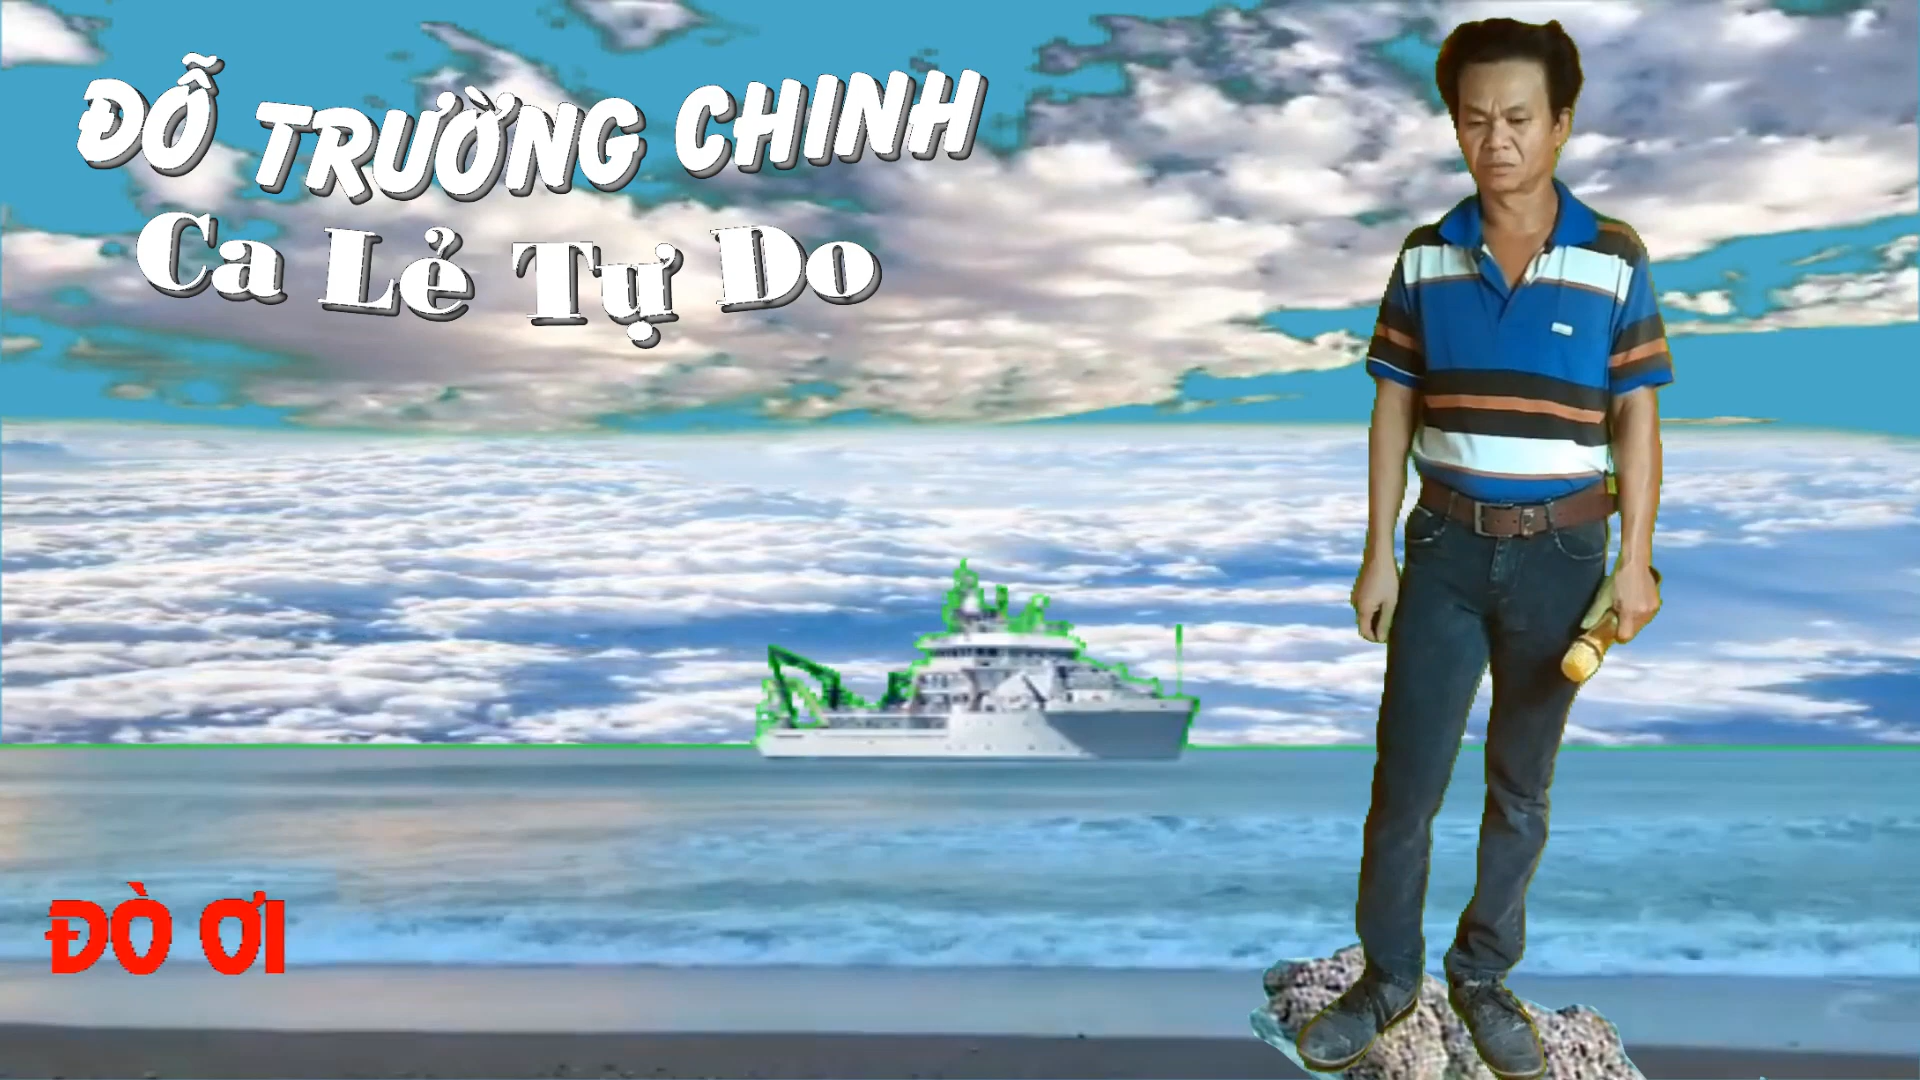 ĐỖ TRƯỜNG CHINH
Ca Lẻ Tự Do
ĐÒ ƠI